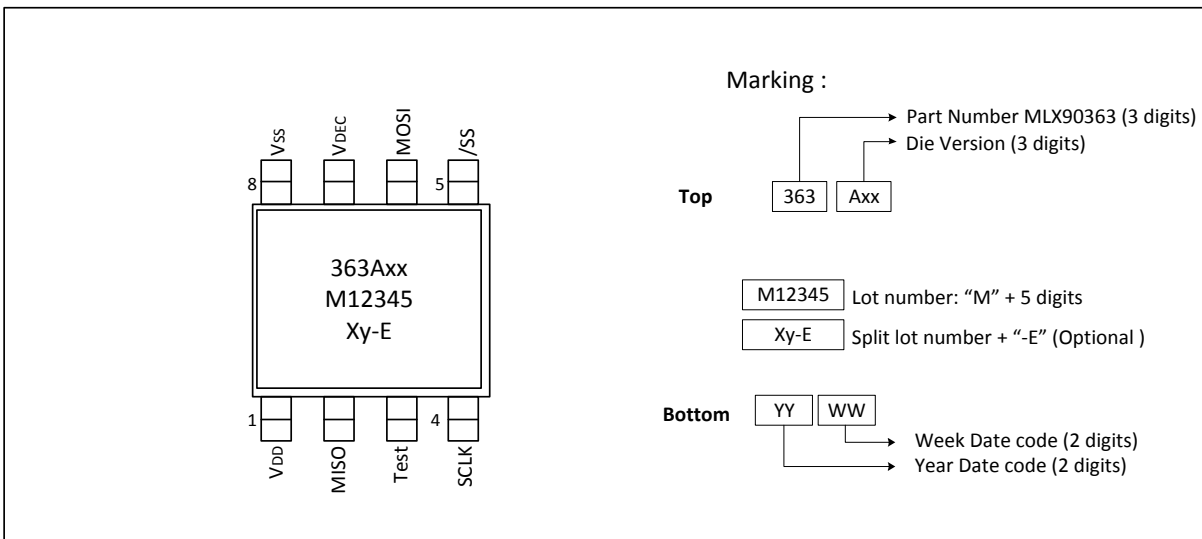 Vss VDEC MOSI /SS
8 5
363Axx
M12345
Xy-E
1 4
VDD MISO Test SCLK
Marking :
Part Number MLX90363 (3 digits)
Die Version (3 digits)
Top 363 Axx
M12345 Lot number: “M” + 5 digits
Xy-E Split lot number + “-E” (Optional )
Bottom YY WW
Week Date code (2 digits)
Year Date code (2 digits)